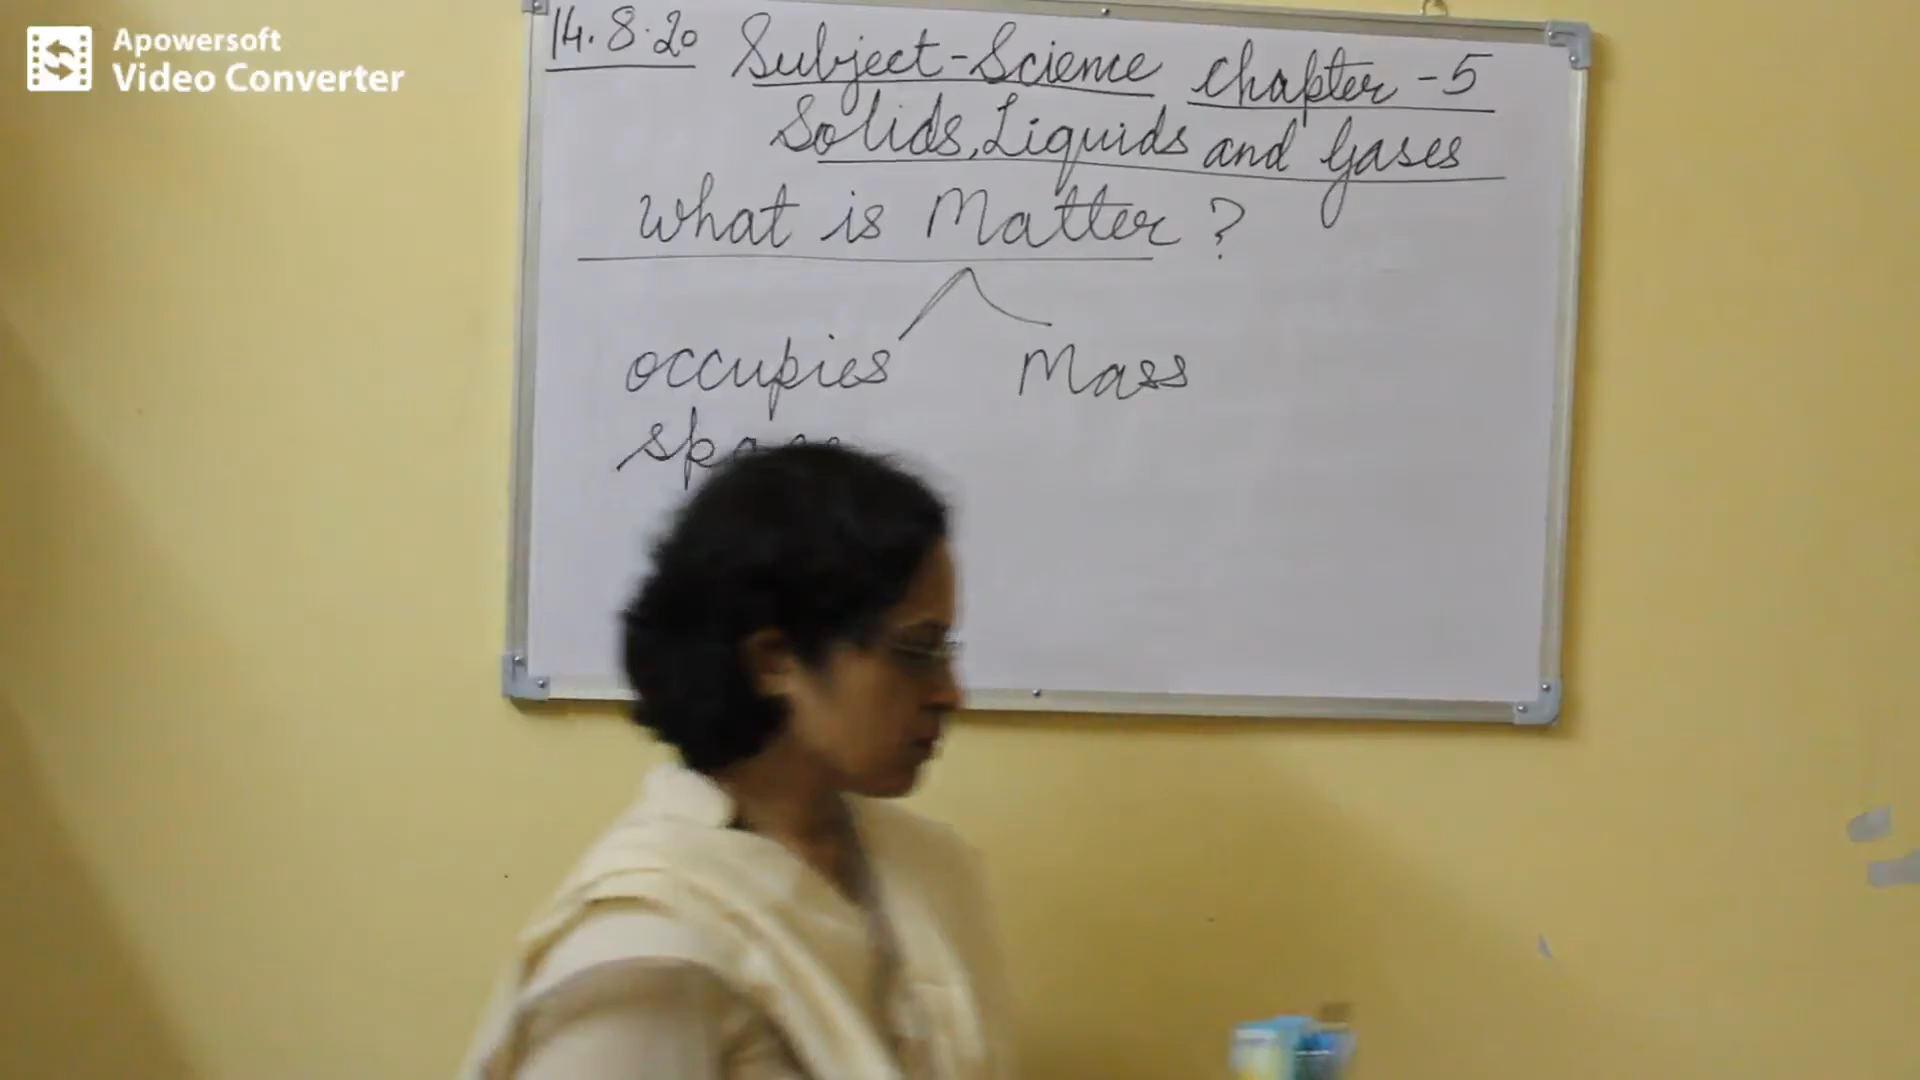 Apowersoft
Video Converter
14.8.20 Subject-Science chapter-5
Solids, Liquids and Gases
What is Matter?
occupies Mass